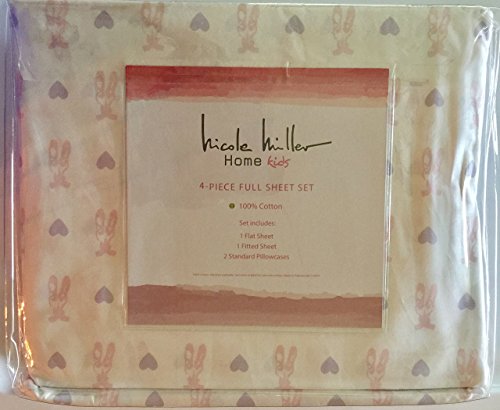 nicole miller
Home kids
4-PIECE FULL SHEET SET
100% Cotton
Set includes:
1 Flat Sheet
1 Fitted Sheet
2 Standard Pillowcases